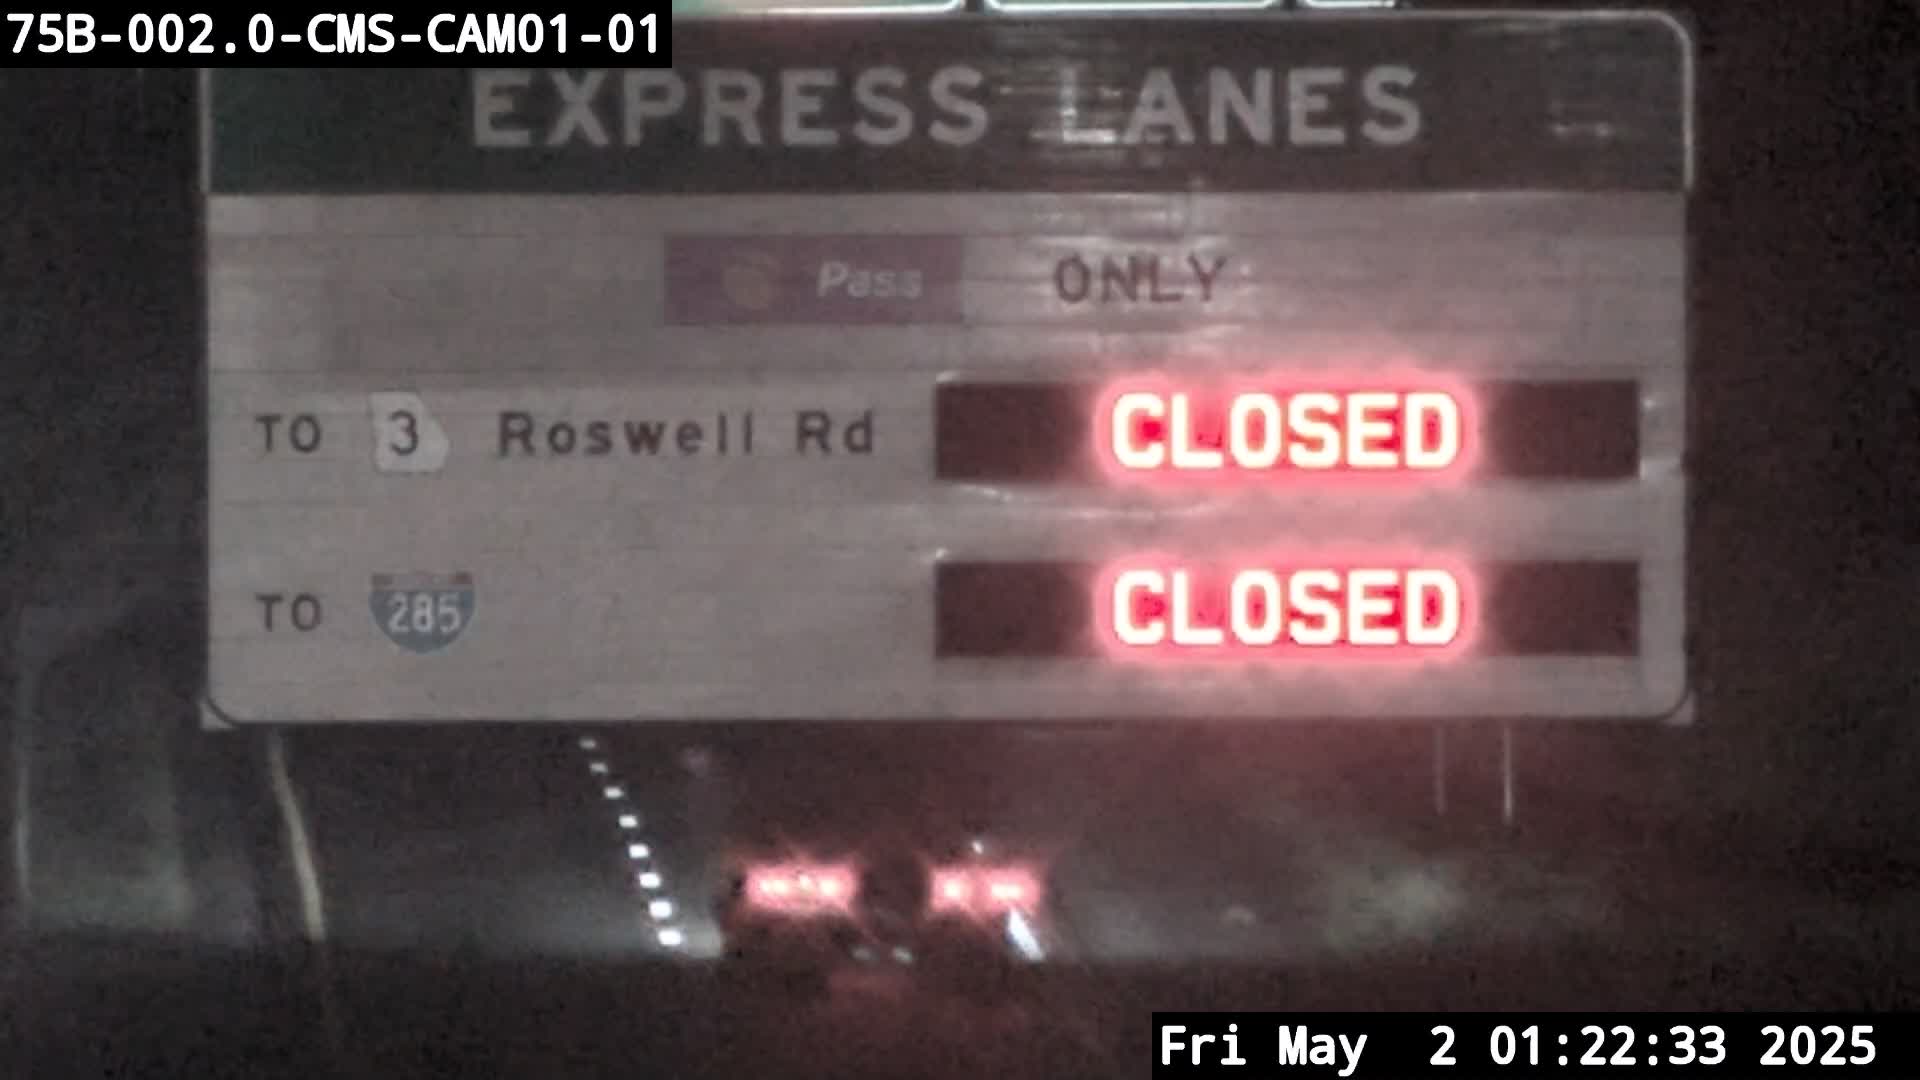 75B-002.0-CMS-CAM01-01
EXPRESS LANES
Pass ONLY
TO 3 Roswell Rd CLOSED
TO 285 CLOSED
Fri May 2 01:22:33 2025